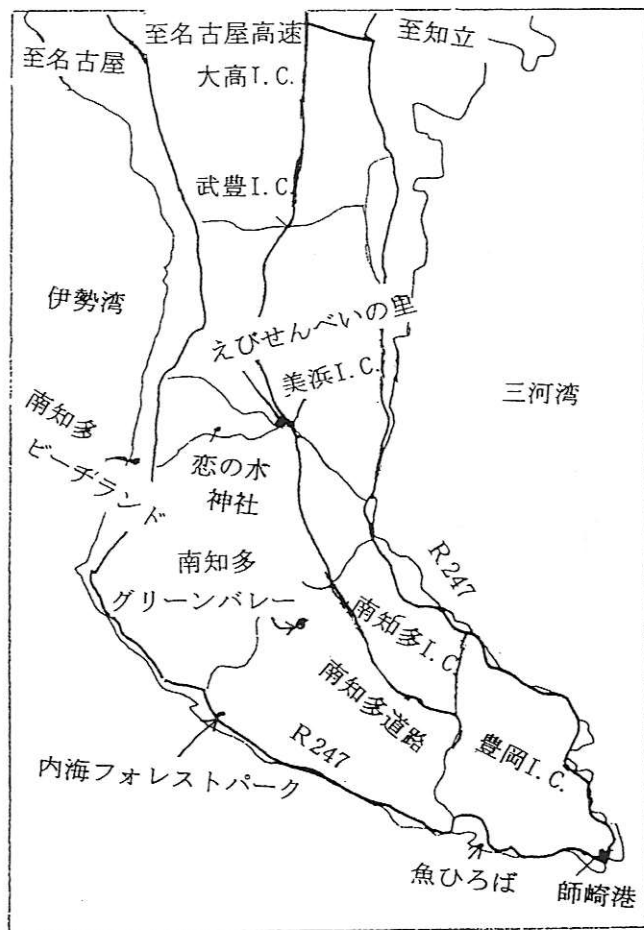 至名古屋
至名古屋高速
大高I.C.
至知立
武豊I.C.
伊勢湾
えびせんべいの里
美浜I.C.
三河湾
南知多
ビーチランド
恋の水
神社
南知多
グリーンバレー
R247
南知多I.C.
南知多道路
豊岡I.C.
R247
内海フォレストパーク
魚ひろば
師崎港